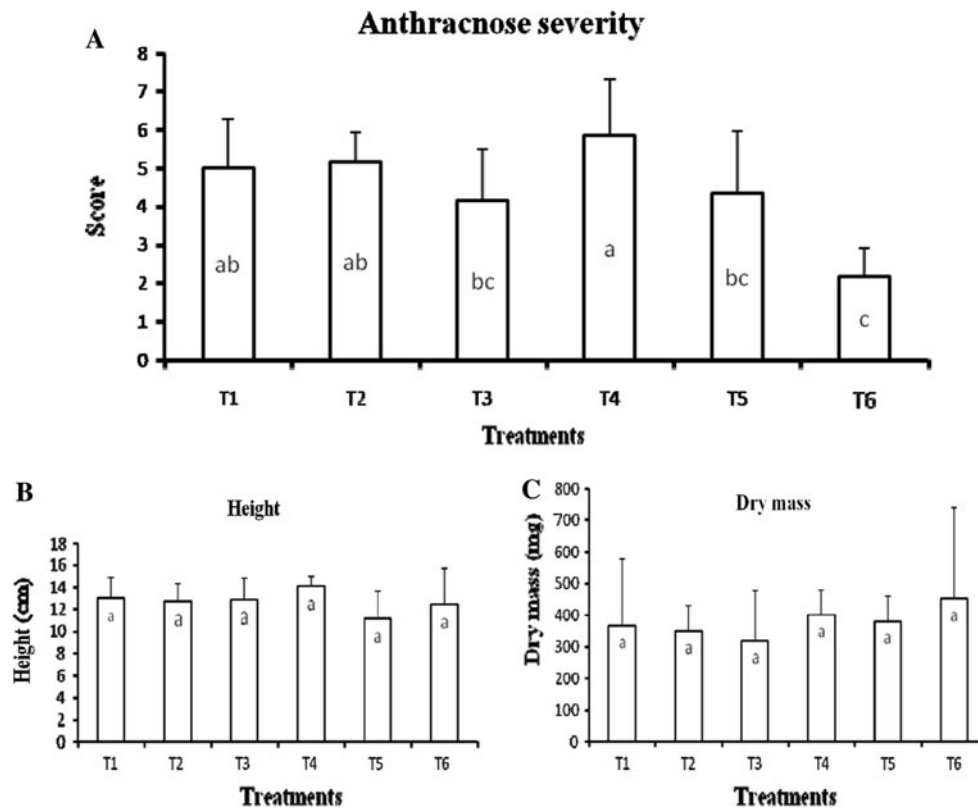 A
Anthracnose severity
Score
8
7
6
5
4
3
2
1
0
ab
ab
bc
a
bc
c
T1 T2 T3 T4 T5 T6
Treatments
B
Height
Height (cm)
18
16
14
12
10
8
6
4
2
0
a a a a a a
T1 T2 T3 T4 T5 T6
Treatments
C
Dry mass
Dry mass (mg)
800
700
600
500
400
300
200
100
0
a a a a a a
T1 T2 T3 T4 T5 T6
Treatments